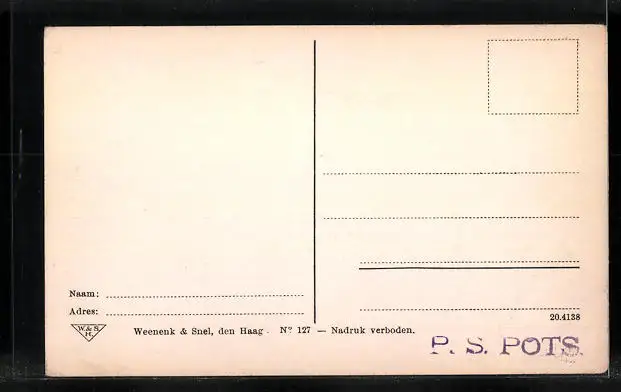 Naam:
Adres:
W. & S.
H.
Weenenk & Snel, den Haag. Nº 127 — Nadruk verboden.
20.4138
P. S. POTS.